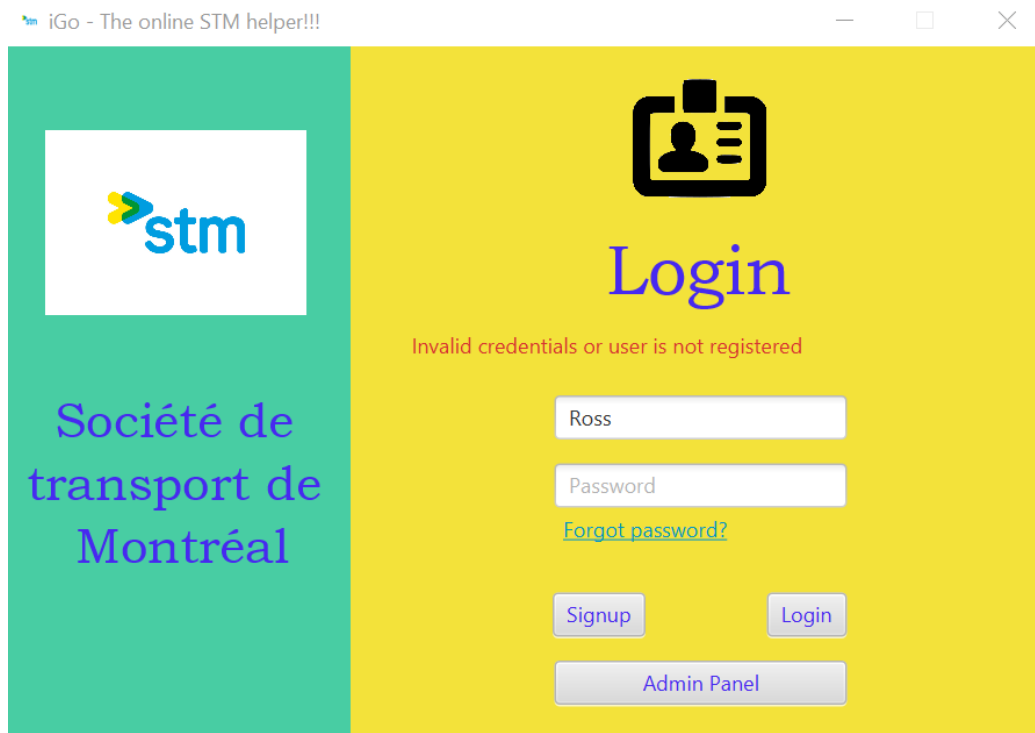 iGo - The online STM helper!!!
stm
Société de
transport de
Montréal
Login
Invalid credentials or user is not registered
Ross
Password
Forgot password?
Signup
Login
Admin Panel